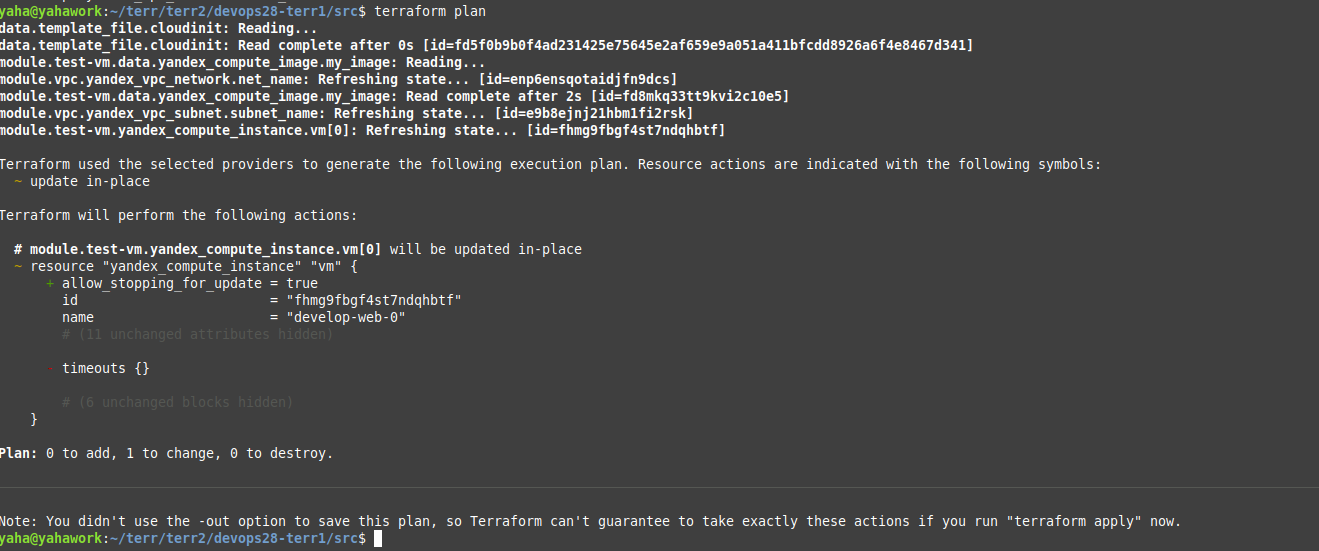 yaha@yahawork:~/terr/terr2/devops28-terr1/src$ terraform plan
data.template_file.cloudinit: Reading...
data.template_file.cloudinit: Read complete after 0s [id=fd5f0b9b0f4ad231425e75645e2af659e9a051a411bfcdd8926a6f4e8467d341]
module.test-vm.data.yandex_compute_image.my_image: Reading...
module.vpc.yandex_vpc_network.net_name: Refreshing state... [id=enp6ensqotaidjfn9dcs]
module.test-vm.data.yandex_compute_image.my_image: Read complete after 2s [id=fd8mkq33tt9kvi2c10e5]
module.vpc.yandex_vpc_subnet.subnet_name: Refreshing state... [id=e9b8ejnj21hbm1fi2rsk]
module.test-vm.yandex_compute_instance.vm[0]: Refreshing state... [id=fhmg9fbgf4st7ndqhbtf]

Terraform used the selected providers to generate the following execution plan. Resource actions are indicated with the following symbols:
  ~ update in-place

Terraform will perform the following actions:

  # module.test-vm.yandex_compute_instance.vm[0] will be updated in-place
  ~ resource "yandex_compute_instance" "vm" {
      + allow_stopping_for_update = true
        id                        = "fhmg9fbgf4st7ndqhbtf"
        name                      = "develop-web-0"
        # (11 unchanged attributes hidden)

      - timeouts {}

        # (6 unchanged blocks hidden)
    }

Plan: 0 to add, 1 to change, 0 to destroy.

Note: You didn't use the -out option to save this plan, so Terraform can't guarantee to take exactly these actions if you run "terraform apply" now.
yaha@yahawork:~/terr/terr2/devops28-terr1/src$